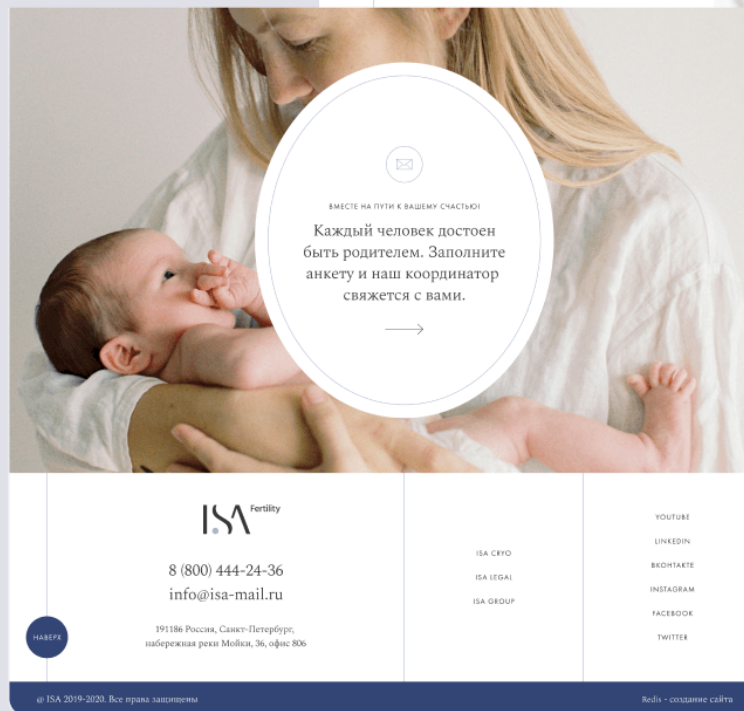 ВМЕСТЕ НА ПУТИ К ВАШЕМУ СЧАСТЬЮ!
Каждый человек достоен
быть родителем. Заполните
анкету и наш координатор
свяжется с вами.
ISA Fertility
8 (800) 444-24-36
info@isa-mail.ru
191186 Россия, Санкт-Петербург,
набережная реки Мойки, 36, офис 806
НАВЕРХ
ISA CRYO
ISA LEGAL
ISA GROUP
YOUTUBE
LINKEDIN
ВКОНТАКТЕ
INSTAGRAM
FACEBOOK
TWITTER
@ ISA 2019-2020. Все права защищены
Redis - создание сайта